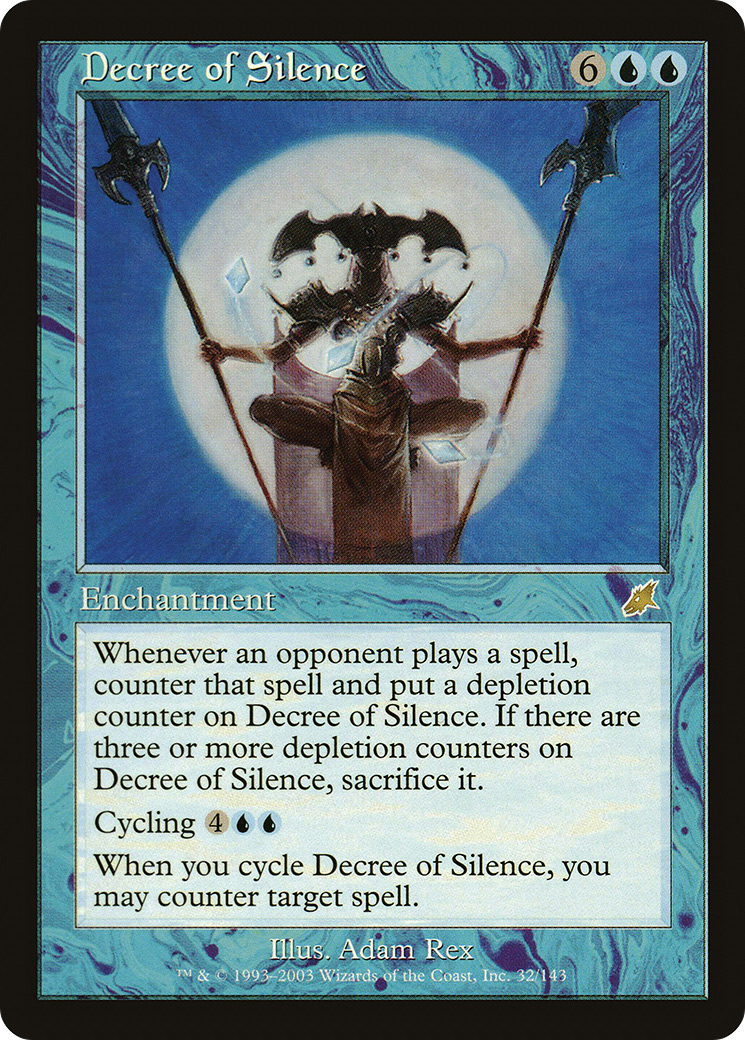 Decree of Silence 6
Enchantment
Whenever an opponent plays a spell,
counter that spell and put a depletion
counter on Decree of Silence. If there are
three or more depletion counters on
Decree of Silence, sacrifice it.
Cycling 4
When you cycle Decree of Silence, you
may counter target spell.
Illus. Adam Rex
™ & © 1993–2003 Wizards of the Coast, Inc. 32/143